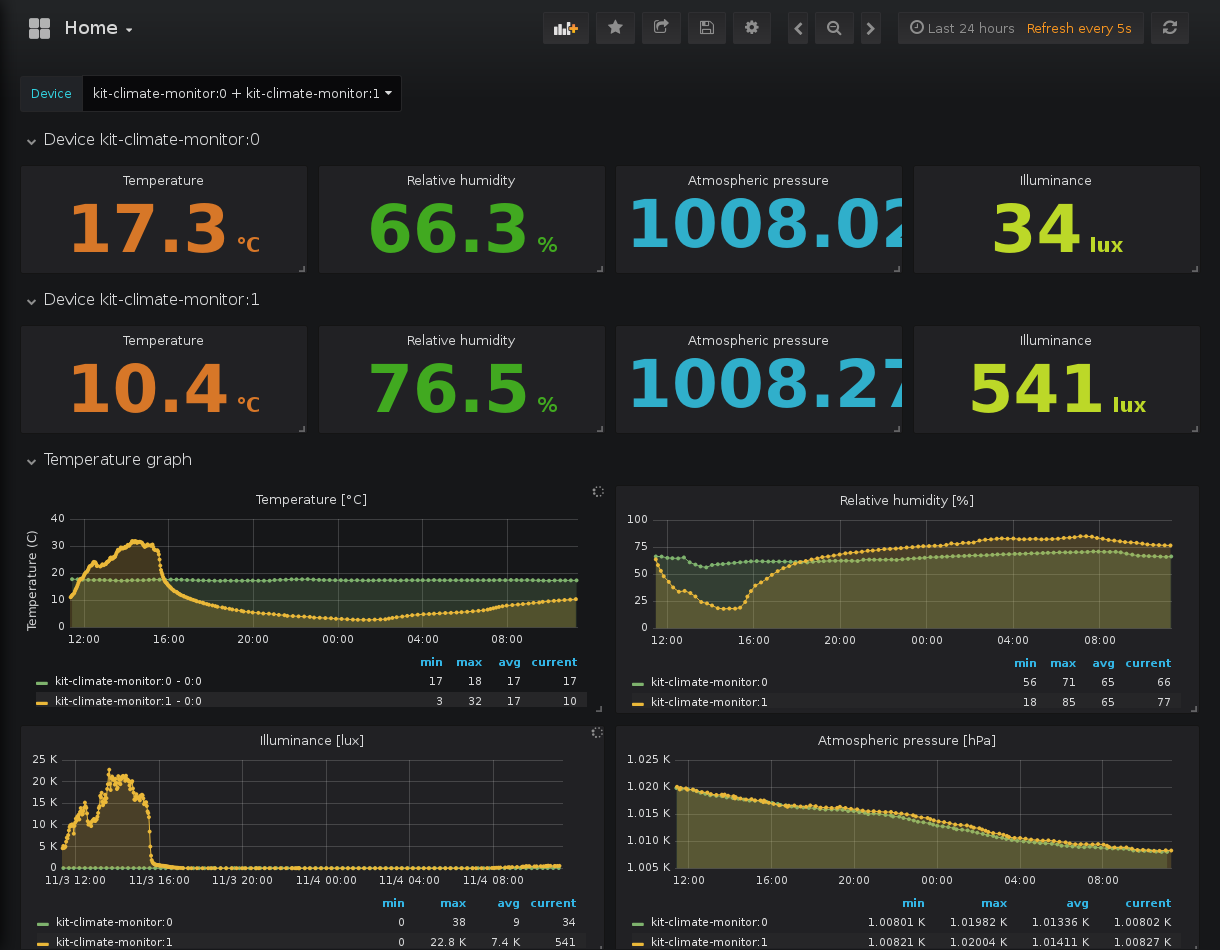 Home
Last 24 hours Refresh every 5s
Device kit-climate-monitor:0 + kit-climate-monitor:1
Device kit-climate-monitor:0
Temperature Relative humidity Atmospheric pressure Illuminance
17.3 °C 66.3 % 1008.02 34 lux
Device kit-climate-monitor:1
Temperature Relative humidity Atmospheric pressure Illuminance
10.4 °C 76.5 % 1008.27 541 lux
Temperature graph
Temperature [°C]
Temperature (C)
40
30
20
10
0
12:00 16:00 20:00 00:00 04:00 08:00
min max avg current
kit-climate-monitor:0 - 0:0 17 18 17 17
kit-climate-monitor:1 - 0:0 3 32 17 10
Relative humidity [%]
100
75
50
25
0
12:00 16:00 20:00 00:00 04:00 08:00
min max avg current
kit-climate-monitor:0 56 71 65 66
kit-climate-monitor:1 18 85 65 77
Illuminance [lux]
25 K
20 K
15 K
10 K
5 K
0
11/3 12:00 11/3 16:00 11/3 20:00 11/4 00:00 11/4 04:00 11/4 08:00
min max avg current
kit-climate-monitor:0 0 38 9 34
kit-climate-monitor:1 0 22.8 K 7.4 K 541
Atmospheric pressure [hPa]
1.025 K
1.020 K
1.015 K
1.010 K
1.005 K
12:00 16:00 20:00 00:00 04:00 08:00
min max avg current
kit-climate-monitor:0 1.00801 K 1.01982 K 1.01336 K 1.00802 K
kit-climate-monitor:1 1.00821 K 1.02004 K 1.01411 K 1.00827 K